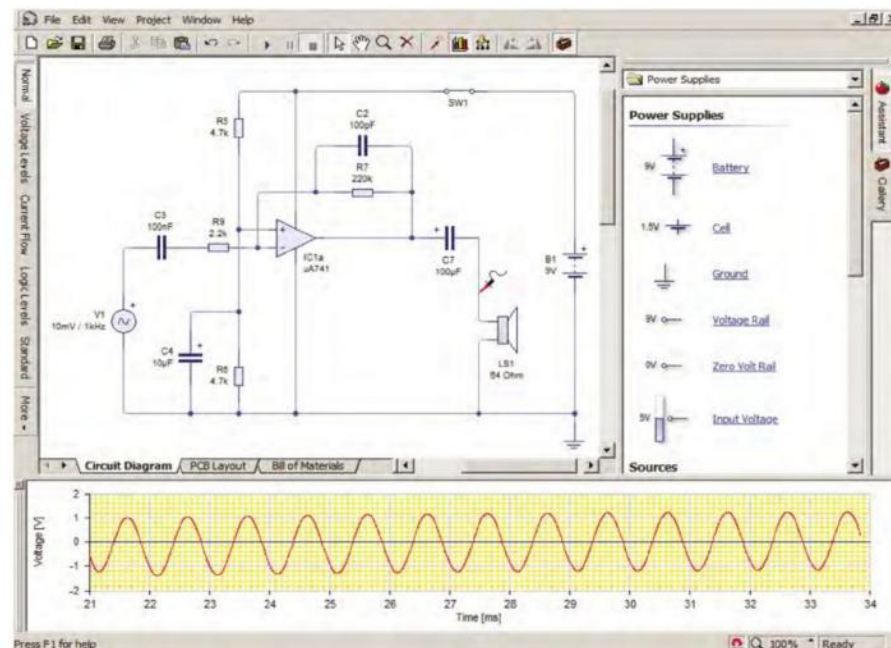 File Edit View Project Window Help
Normal
Voltage Levels
Current Flow
Logic Levels
Standard
More
R5
4.7k
C2
100pF
R7
220k
SW1
C3
100nF
R9
2.2k
IC1a
uA741
C7
100µF
B1
9V
V1
10mV / 1kHz
C4
10µF
R6
4.7k
LS1
64 Ohm
Circuit Diagram PCB Layout Bill of Materials
Power Supplies
Power Supplies
9V Battery
1.5V Cell
Ground
9V Voltage Rail
0V Zero Volt Rail
5V Input Voltage
Sources
Assistant
Gallery
Voltage [V]
2
1
0
-1
-2
21 22 23 24 25 26 27 28 29 30 31 32 33 34
Time [ms]
Press F1 for help
100% Ready